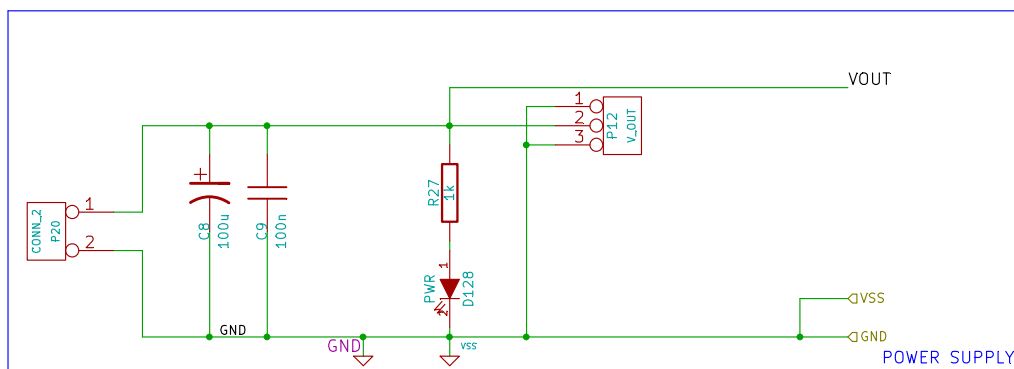 VOUT
1
2
3
P12
V_OUT
CONN_2
P20
1
2
C8
100u
C9
100n
R27
1k
1
PWR
D128
2
GND
GND
VSS
VSS
GND
POWER SUPPLY